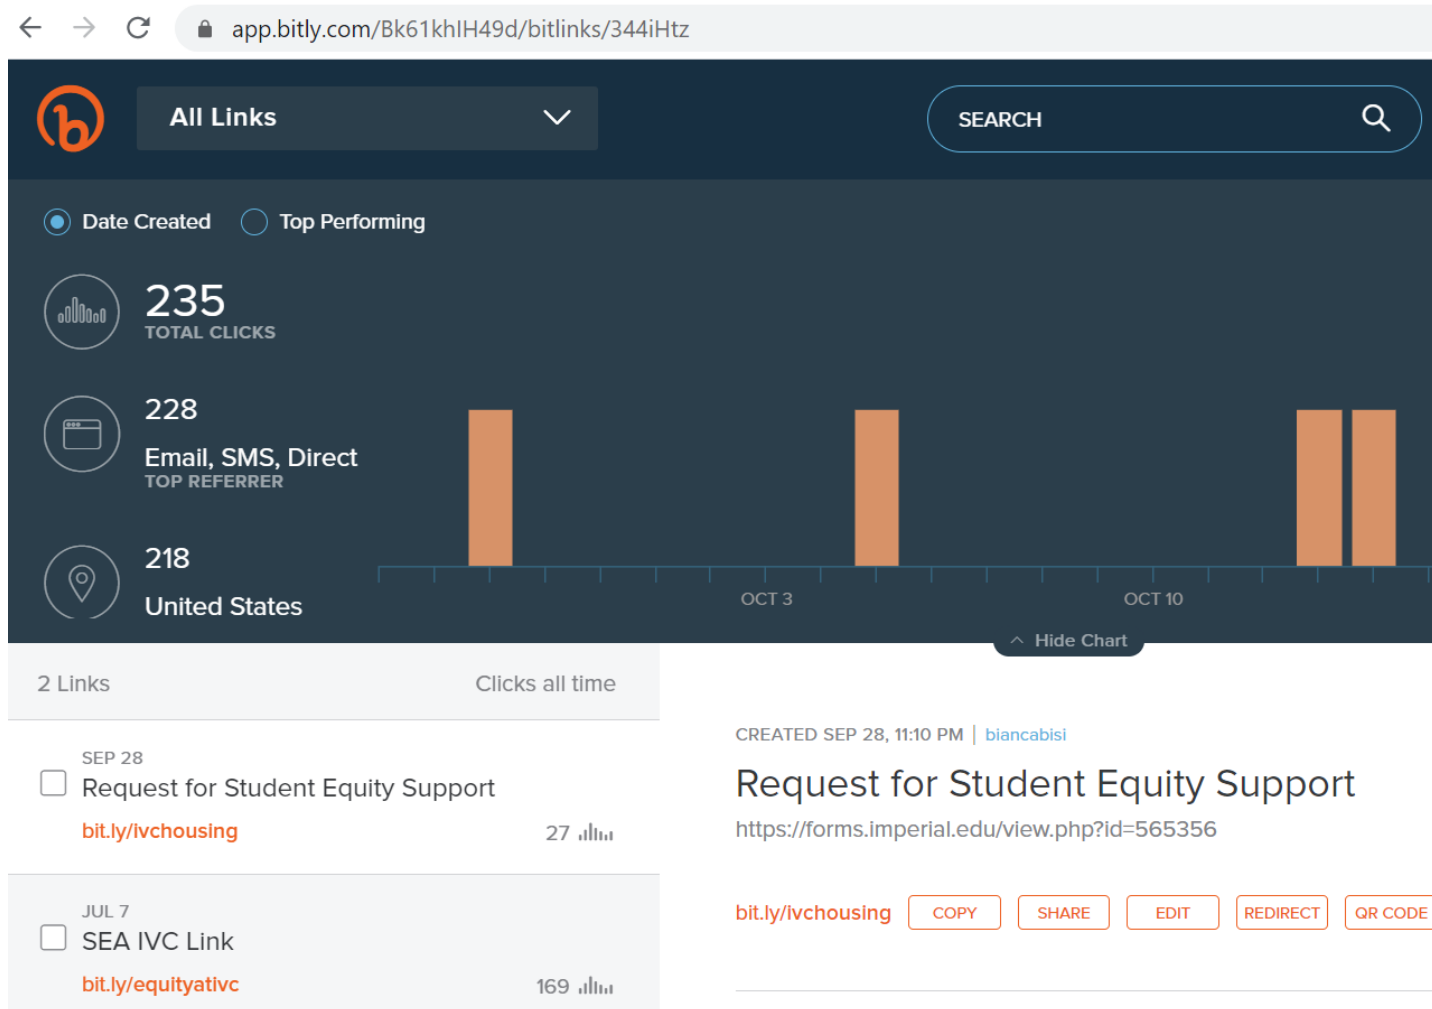 app.bitly.com/Bk61khIH49d/bitlinks/344iHtz
All Links
SEARCH
Date Created Top Performing
235
TOTAL CLICKS
228
Email, SMS, Direct
TOP REFERRER
218
United States
OCT 3 OCT 10
Hide Chart
2 Links Clicks all time
SEP 28
Request for Student Equity Support
bit.ly/ivchousing 27
JUL 7
SEA IVC Link
bit.ly/equityativc 169
CREATED SEP 28, 11:10 PM | biancabisi
Request for Student Equity Support
https://forms.imperial.edu/view.php?id=565356
bit.ly/ivchousing COPY SHARE EDIT REDIRECT QR CODE